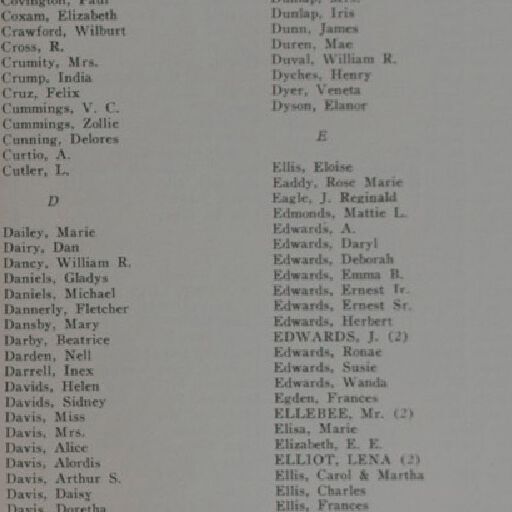 Covington, Paul
Coxam, Elizabeth
Crawford, Wilburt
Cross, R.
Crumity, Mrs.
Crump, India
Cruz, Felix
Cummings, V. C.
Cummings, Zollie
Cunning, Delores
Curtio, A.
Cutler, L.
D
Dailey, Marie
Dairy, Dan
Dancy, William R.
Daniels, Gladys
Daniels, Michael
Dannerly, Fletcher
Dansby, Mary
Darby, Beatrice
Darden, Nell
Darrell, Inex
Davids, Helen
Davids, Sidney
Davis, Miss
Davis, Mrs.
Davis, Alice
Davis, Alordis
Davis, Arthur S.
Davis, Daisy
Davis, Doretha
Dunlap, Mrs.
Dunlap, Iris
Dunn, James
Duren, Mae
Duval, William R.
Dyches, Henry
Dyer, Veneta
Dyson, Elanor
E
Ellis, Eloise
Eaddy, Rose Marie
Eagle, J. Reginald
Edmonds, Mattie L.
Edwards, A.
Edwards, Daryl
Edwards, Deborah
Edwards, Emma B.
Edwards, Ernest Jr.
Edwards, Ernest Sr.
Edwards, Herbert
EDWARDS, J. (2)
Edwards, Ronae
Edwards, Susie
Edwards, Wanda
Egden, Frances
ELLEBEE, Mr. (2)
Elisa, Marie
Elizabeth, E. E.
ELLIOT, LENA (2)
Ellis, Carol & Martha
Ellis, Charles
Ellis, Frances